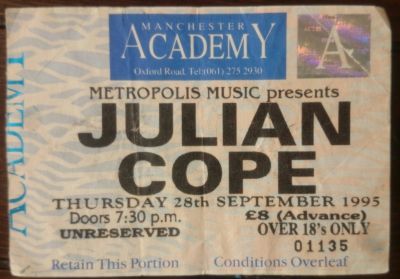 MANCHESTER
ACADEMY
Oxford Road, Tel:(061) 275 2930
A
ACADEMY
METROPOLIS MUSIC presents
JULIAN
COPE
THURSDAY 28th SEPTEMBER 1995
Doors 7:30 p.m.
£8 (Advance)
UNRESERVED
OVER 18's ONLY
01135
Retain This Portion
Conditions Overleaf